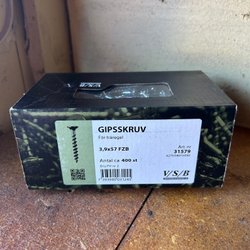 V/S/B
GIPSSKRUV
För träregel
3,9x57 FZB
Art.nr
31579
Antal ca 400 st
V/S/B